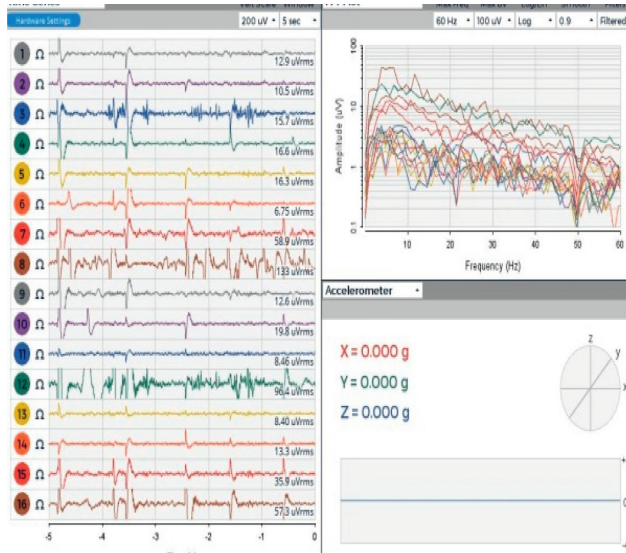 Hardware Settings
200 uV
5 sec
60 Hz
100 uV
Log
0.9
Filtered
1 Ω 12.9 uVrms
2 Ω 10.5 uVrms
3 Ω 15.7 uVrms
4 Ω 16.6 uVrms
5 Ω 16.3 uVrms
6 Ω 6.75 uVrms
7 Ω 58.9 uVrms
8 Ω 133 uVrms
9 Ω 12.6 uVrms
10 Ω 19.8 uVrms
11 Ω 8.46 uVrms
12 Ω 96.4 uVrms
13 Ω 8.40 uVrms
14 Ω 13.3 uVrms
15 Ω 35.9 uVrms
16 Ω 57.3 uVrms
-5 -4 -3 -2 -1 0
Amplitude (uV)
100
10
1
0.1
10 20 30 40 50 60
Frequency (Hz)
Accelerometer
X = 0.000 g
Y = 0.000 g
Z = 0.000 g
z
y
x
+
0